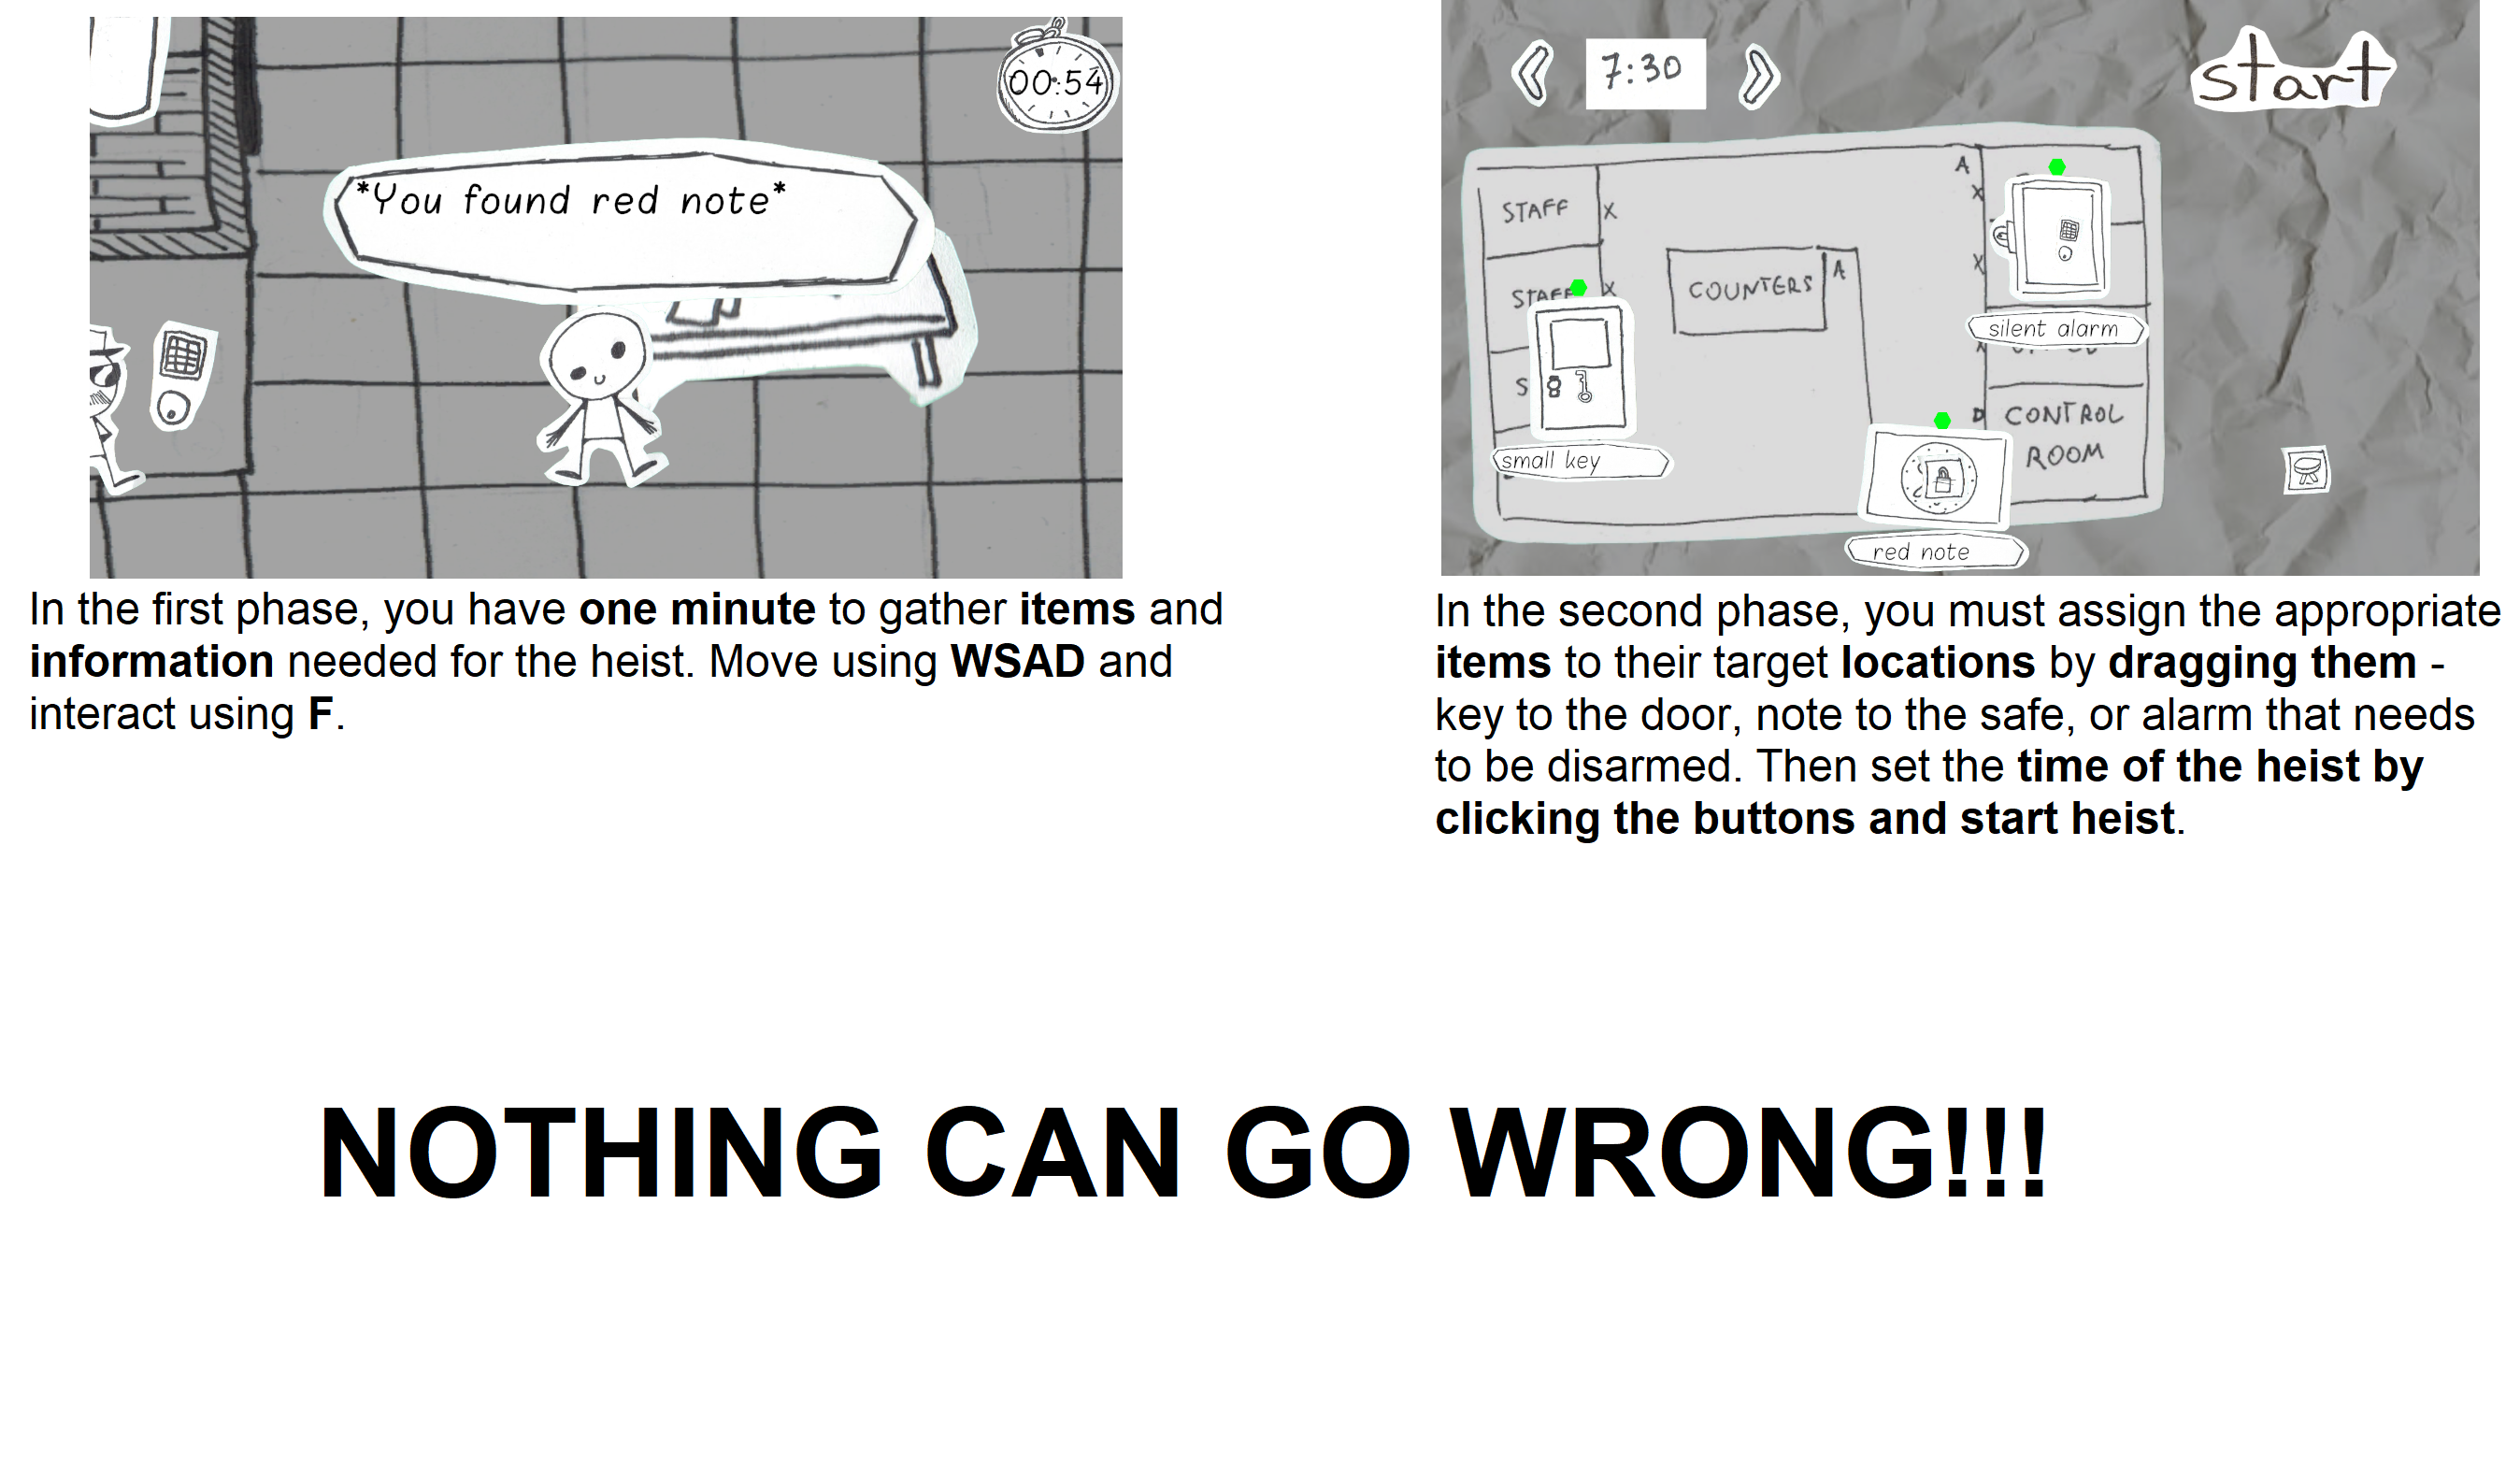 00:54
*You found red note*
In the first phase, you have one minute to gather items and
information needed for the heist. Move using WSAD and
interact using F.
7:30
start
A
X
STAFF X
X
COUNTERS A
STAFF X
silent alarm
S
D CONTROL
ROOM
small key
red note
In the second phase, you must assign the appropriate
items to their target locations by dragging them -
key to the door, note to the safe, or alarm that needs
to be disarmed. Then set the time of the heist by
clicking the buttons and start heist.
NOTHING CAN GO WRONG!!!